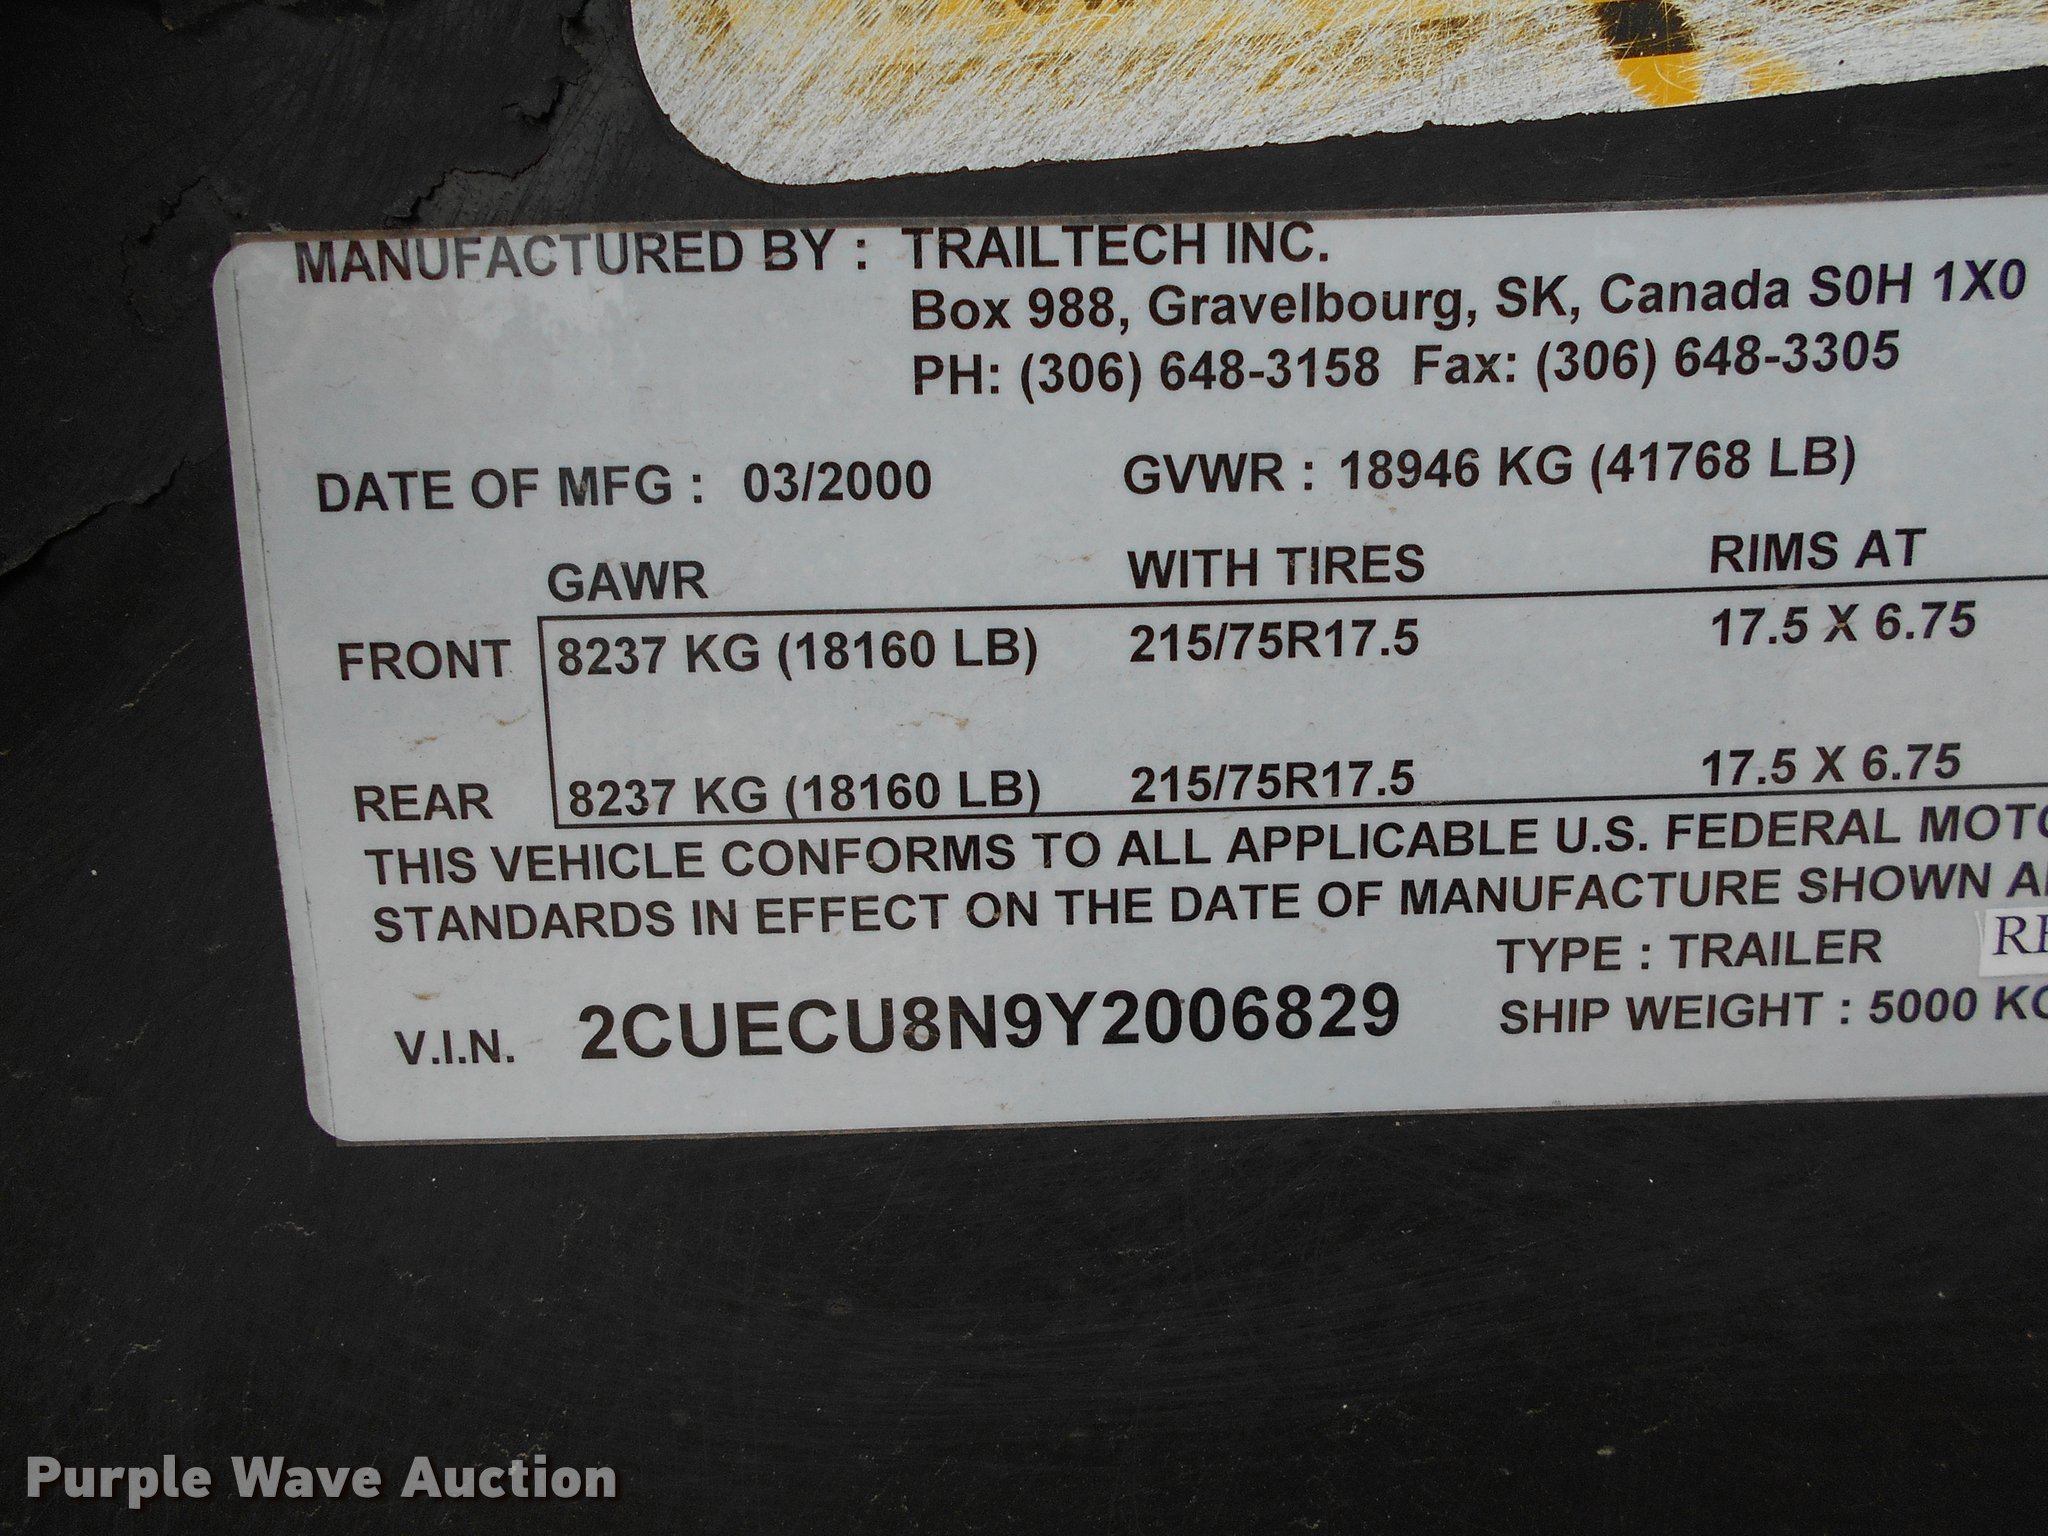 MANUFACTURED BY : TRAILTECH INC.
Box 988, Gravelbourg, SK, Canada S0H 1X0
PH: (306) 648-3158 Fax: (306) 648-3305
DATE OF MFG : 03/2000 GVWR : 18946 KG (41768 LB)
GAWR WITH TIRES RIMS AT
FRONT 8237 KG (18160 LB) 215/75R17.5 17.5 X 6.75
REAR 8237 KG (18160 LB) 215/75R17.5 17.5 X 6.75
THIS VEHICLE CONFORMS TO ALL APPLICABLE U.S. FEDERAL
STANDARDS IN EFFECT ON THE DATE OF MANUFACTURE SHOWN
TYPE : TRAILER
V.I.N. 2CUECU8N9Y2006829 SHIP WEIGHT : 5000
Purple Wave Auction